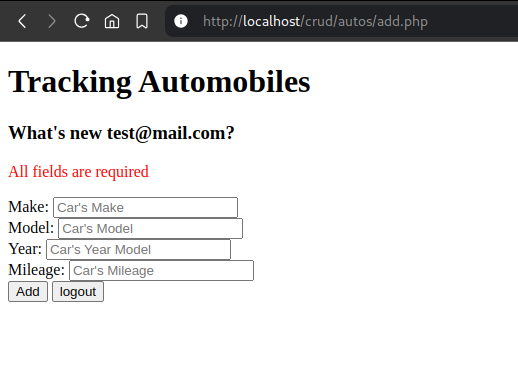 http://localhost/crud/autos/add.php
Tracking Automobiles
What's new test@mail.com?
All fields are required
Make: Car's Make
Model: Car's Model
Year: Car's Year Model
Mileage: Car's Mileage
Add logout